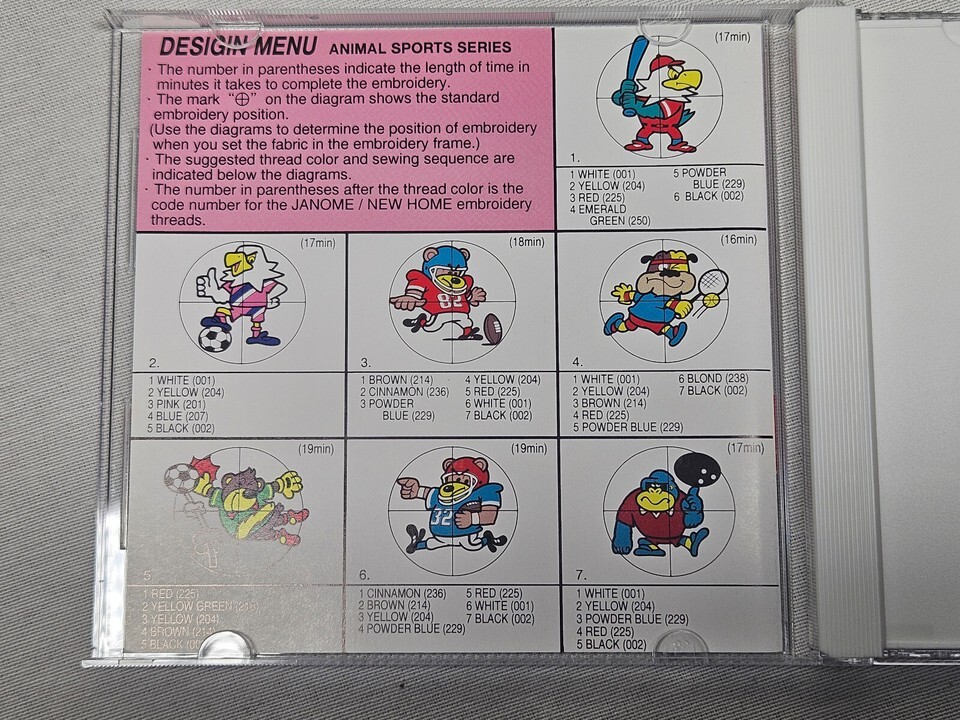 DESIGIN MENU ANIMAL SPORTS SERIES
· The number in parentheses indicate the length of time in
minutes it takes to complete the embroidery.
· The mark “⊕” on the diagram shows the standard
embroidery position.
(Use the diagrams to determine the position of embroidery
when you set the fabric in the embroidery frame.)
· The suggested thread color and sewing sequence are
indicated below the diagrams.
· The number in parentheses after the thread color is the
code number for the JANOME / NEW HOME embroidery
threads.
(17min)
1.
1 WHITE (001)
2 YELLOW (204)
3 RED (225)
4 EMERALD
GREEN (250)
5 POWDER
BLUE (229)
6 BLACK (002)
(17min)
2.
1 WHITE (001)
2 YELLOW (204)
3 PINK (201)
4 BLUE (207)
5 BLACK (002)
(18min)
82
3.
1 BROWN (214)
2 CINNAMON (236)
3 POWDER
BLUE (229)
4 YELLOW (204)
5 RED (225)
6 WHITE (001)
7 BLACK (002)
(16min)
4.
1 WHITE (001)
2 YELLOW (204)
3 BROWN (214)
4 RED (225)
5 POWDER BLUE (229)
6 BLOND (238)
7 BLACK (002)
(19min)
5.
1 RED (225)
2 YELLOW GREEN
3 YELLOW (204)
4 BROWN
5 BLACK
(19min)
32
6.
1 CINNAMON (236)
2 BROWN (214)
3 YELLOW (204)
4 POWDER BLUE (229)
5 RED (225)
6 WHITE (001)
7 BLACK (002)
(17min)
7.
1 WHITE (001)
2 YELLOW (204)
3 POWDER BLUE (229)
4 RED (225)
5 BLACK (002)